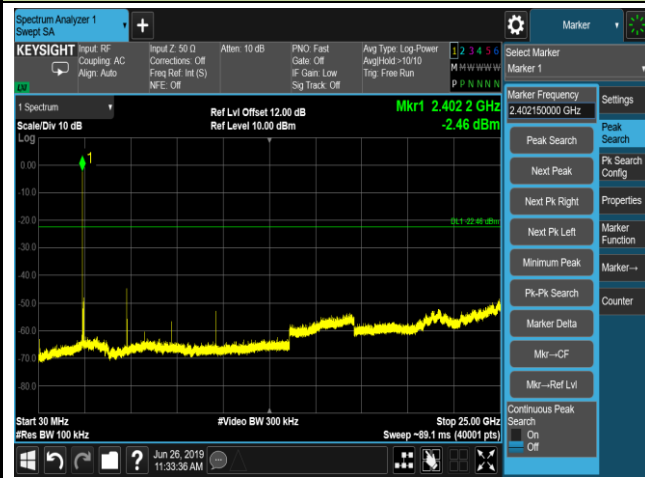 Spectrum Analyzer 1
Swept SA
Marker
KEYSIGHT
Input: RF
Coupling: AC
Align: Auto
Input Z: 50 Ω
Corrections: Off
Freq Ref: Int (S)
NFE: Off
Atten: 10 dB
PNO: Fast
Gate: Off
IF Gain: Low
Sig Track: Off
Avg Type: Log-Power
Avg|Hold:>10/10
Trig: Free Run
1 2 3 4 5 6
M M W W W W
P P N N N N
LXI
Select Marker
Marker 1
1 Spectrum
Scale/Div 10 dB
Log
Ref Lvl Offset 12.00 dB
Ref Level 10.00 dBm
Mkr1 2.402 2 GHz
-2.46 dBm
1
0.00
-10.0
-20.0
DL1 -22.46 dBm
-30.0
-40.0
-50.0
-60.0
-70.0
-80.0
Start 30 MHz
#Res BW 100 kHz
#Video BW 300 kHz
Stop 25.00 GHz
Sweep ~89.1 ms (40001 pts)
Marker Frequency
2.402150000 GHz
Peak Search
Next Peak
Next Pk Right
Next Pk Left
Minimum Peak
Pk-Pk Search
Marker Delta
Mkr→CF
Mkr→Ref Lvl
Continuous Peak
Search
On
Off
Settings
Peak
Search
Pk Search
Config
Properties
Marker
Function
Marker→
Counter
Jun 26, 2019
11:33:36 AM